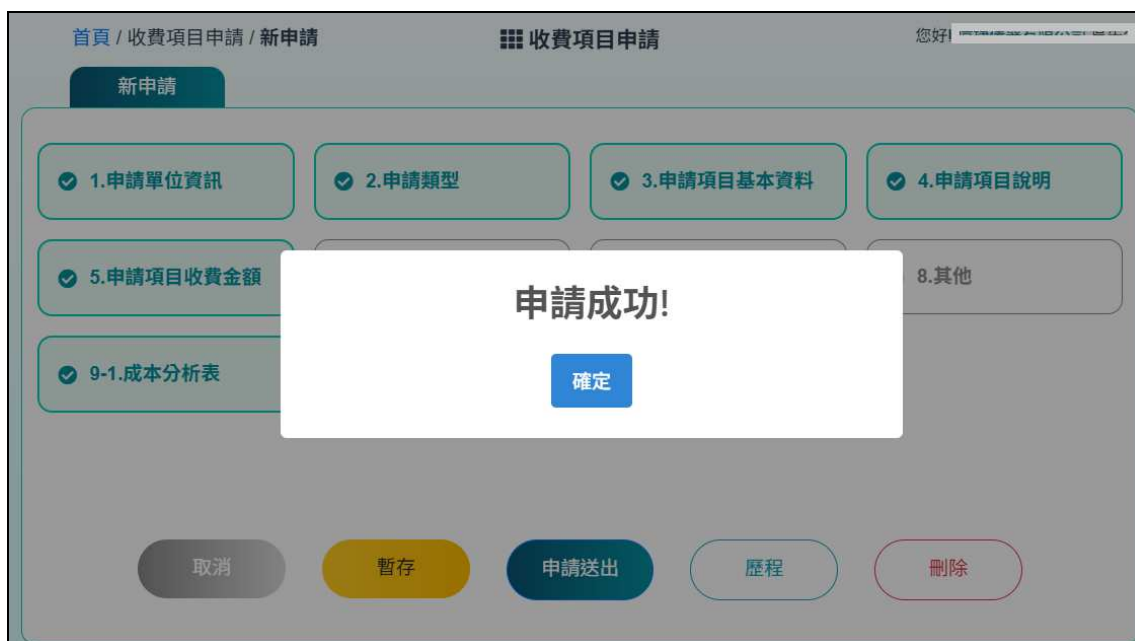 首頁 / 收費項目申請 / 新申請
收費項目申請
您好!
新申請
1.申請單位資訊
2.申請類型
3.申請項目基本資料
4.申請項目說明
5.申請項目收費金額
8.其他
申請成功!
確定
9-1.成本分析表
取消
暫存
申請送出
歷程
刪除